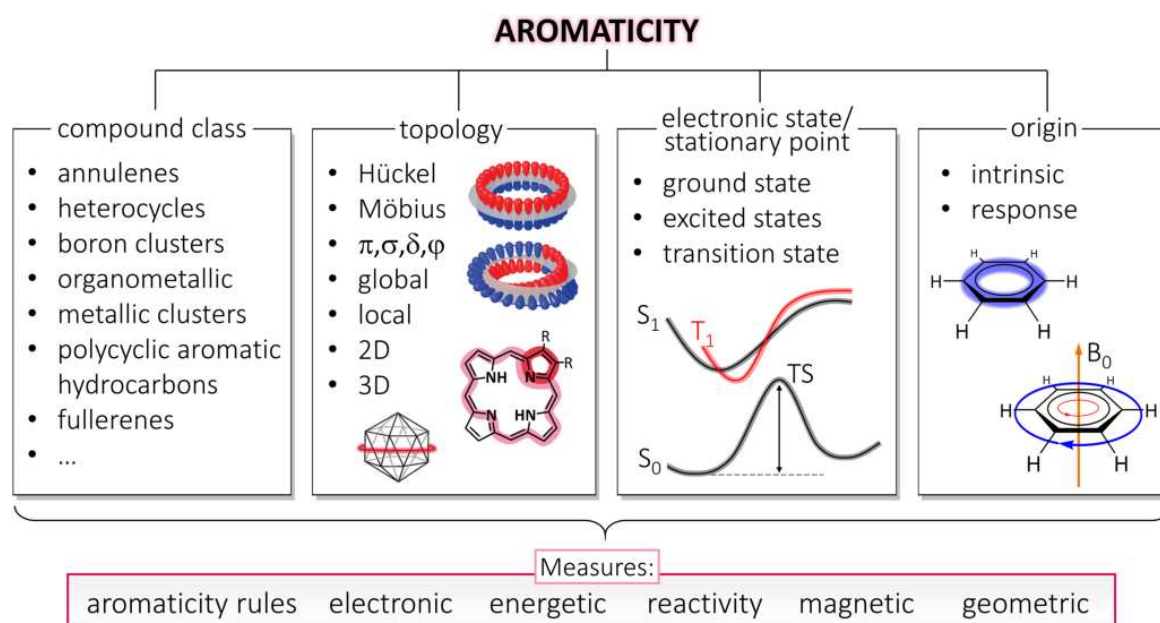 AROMATICITY
compound class
• annulenes
• heterocycles
• boron clusters
• organometallic
• metallic clusters
• polycyclic aromatic
hydrocarbons
• fullerenes
• ...
topology
• Hückel
• Möbius
• π,σ,δ,φ
• global
• local
• 2D
• 3D
R
R
NH
N
N
HN
electronic state/
stationary point
• ground state
• excited states
• transition state
S₁
T₁
TS
S₀
origin
• intrinsic
• response
H H
H H
H H
B₀
H H
H H
H H
Measures:
aromaticity rules electronic energetic reactivity magnetic geometric